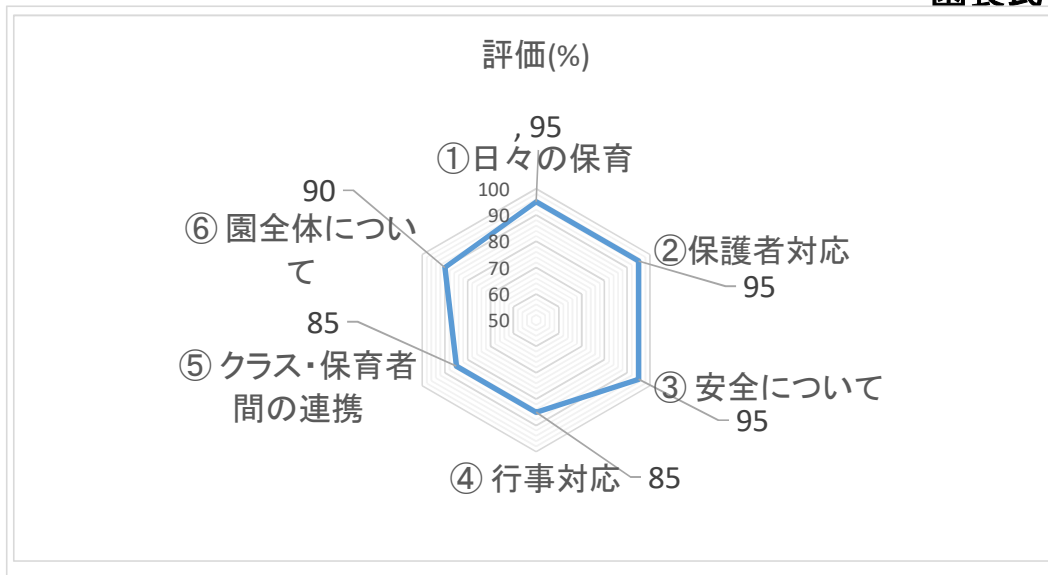 評価(%)
, 95
①日々の保育
90
⑥ 園全体につい
て
②保護者対応
95
100
90
80
70
60
50
85
⑤ クラス・保育者
間の連携
③ 安全について
95
④ 行事対応
85